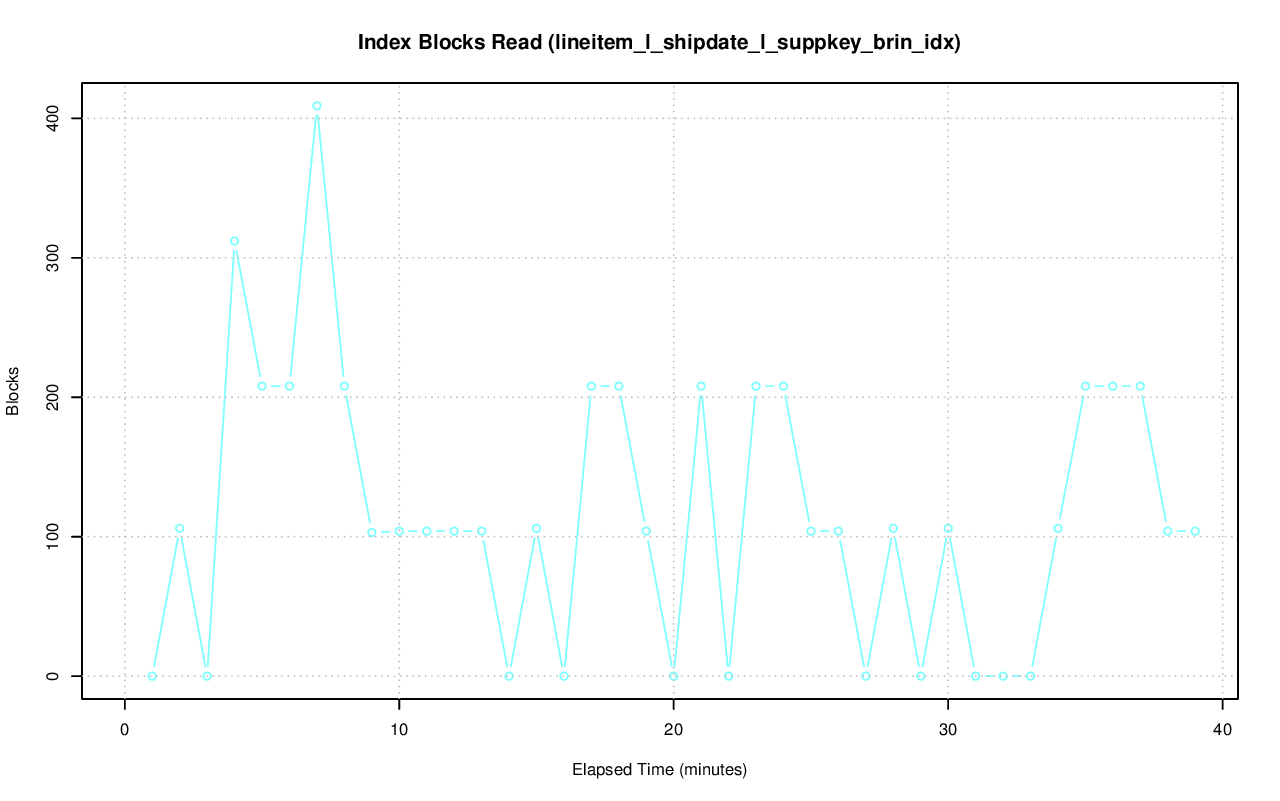 Index Blocks Read (lineitem_l_shipdate_l_suppkey_brin_idx)
400
300
200
100
0
Blocks
0 10 20 30 40
Elapsed Time (minutes)